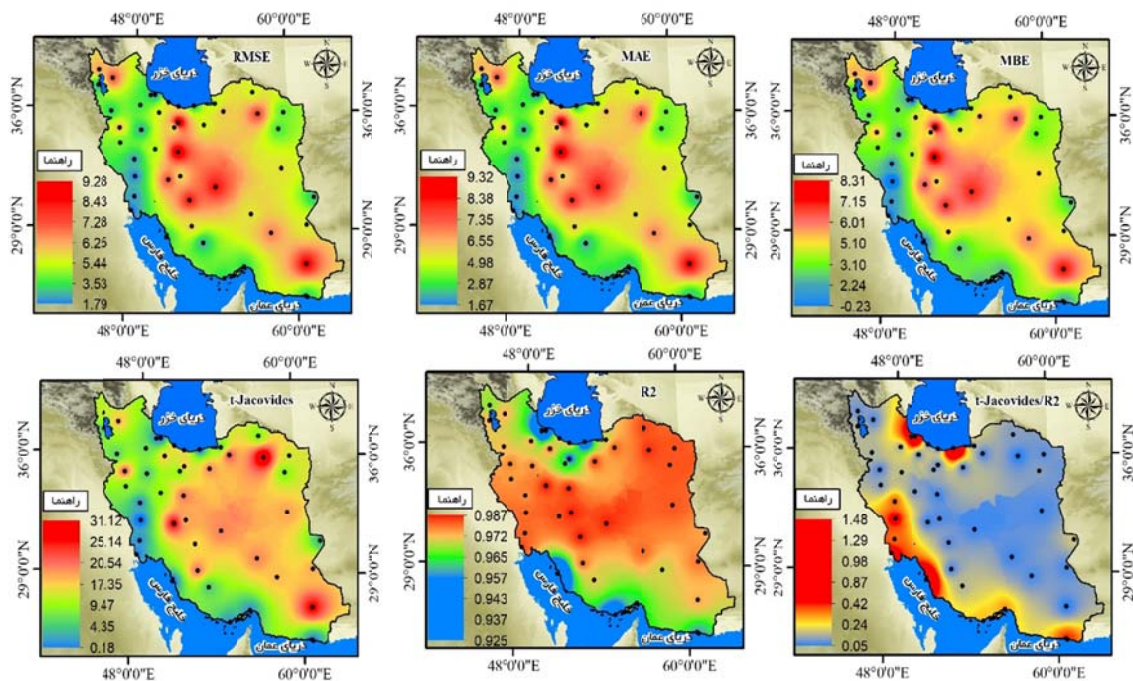 48°0'0"E 60°0'0"E
RMSE
N
W E
S
دریای خزر
36°0'0"N
36°0'0"N
راهنما
9.28
8.43
7.28
6.25
5.44
3.53
1.79
29°0'0"N
29°0'0"N
خلیج فارس
دریای عمان
48°0'0"E 60°0'0"E
48°0'0"E 50°0'0"E
MAE
N
W E
S
دریای خزر
36°0'0"N
36°0'0"N
راهنما
9.32
8.38
7.35
6.55
4.98
2.87
1.67
29°0'0"N
29°0'0"N
خلیج فارس
دریای عمان
48°0'0"E 60°0'0"E
48°0'0"E 60°0'0"E
MBE
N
W E
S
دریای خزر
36°0'0"N
36°0'0"N
راهنما
8.31
7.15
6.01
5.10
3.10
2.24
-0.23
29°0'0"N
29°0'0"N
خلیج فارس
دریای عمان
48°0'0"E 60°0'0"E
48°0'0"E 60°0'0"E
t-Jacovides
N
W E
S
دریای خزر
36°0'0"N
36°0'0"N
راهنما
31.12
25.14
20.54
17.35
9.47
4.35
0.18
29°0'0"N
29°0'0"N
خلیج فارس
دریای عمان
48°0'0"E 60°0'0"E
48°0'0"E 60°0'0"E
R2
N
W E
S
دریای خزر
36°0'0"N
36°0'0"N
راهنما
0.987
0.972
0.965
0.957
0.943
0.925
29°0'0"N
29°0'0"N
خلیج فارس
دریای عمان
48°0'0"E 60°0'0"E
48°0'0"E 60°0'0"E
t-Jacovides/R2
N
W E
S
دریای خزر
36°0'0"N
36°0'0"N
راهنما
1.48
0.98
0.87
0.42
0.24
0.05
29°0'0"N
29°0'0"N
خلیج فارس
دریای عمان
48°0'0"E 60°0'0"E